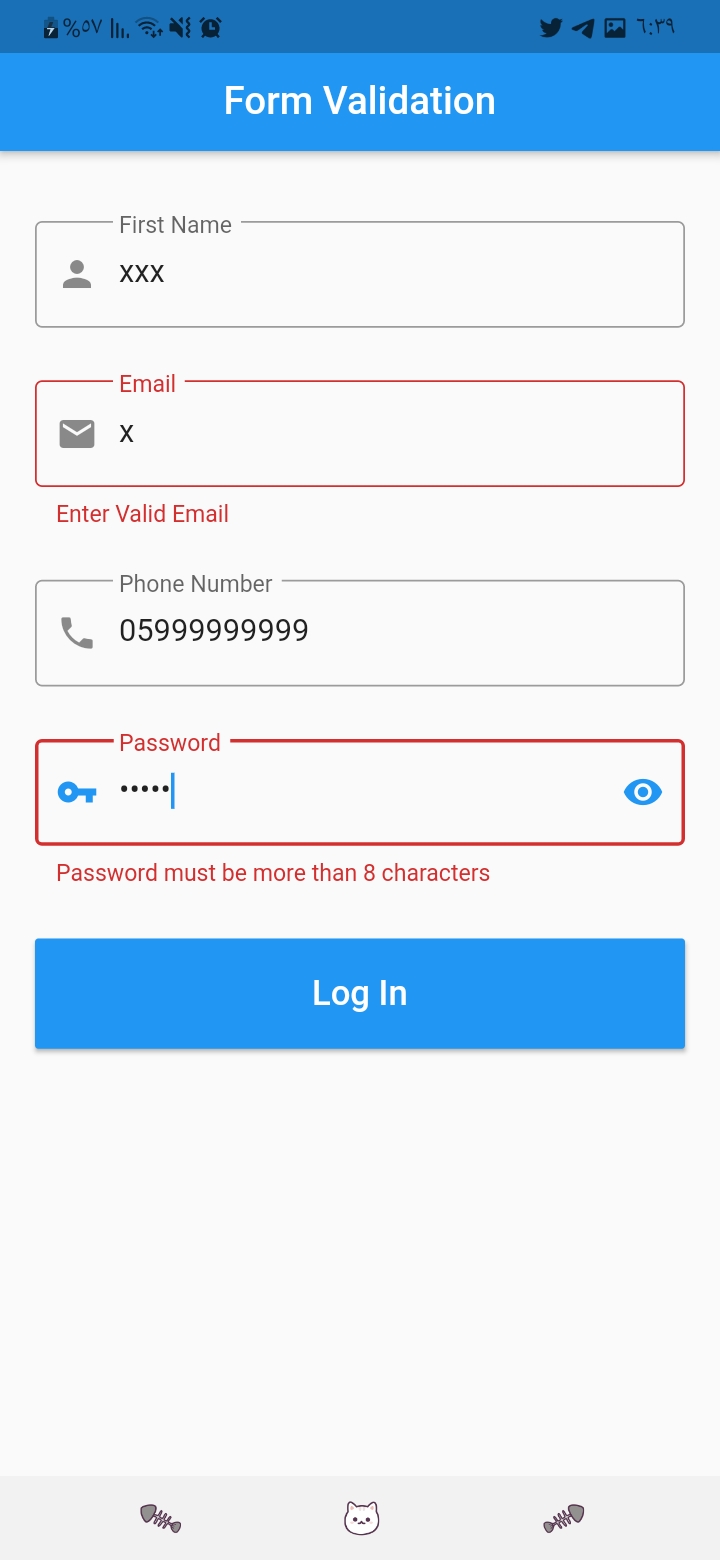 %٥٧ ٦:٣٩
Form Validation
First Name
xxx
Email
x
Enter Valid Email
Phone Number
05999999999
Password
•••••
Password must be more than 8 characters
Log In